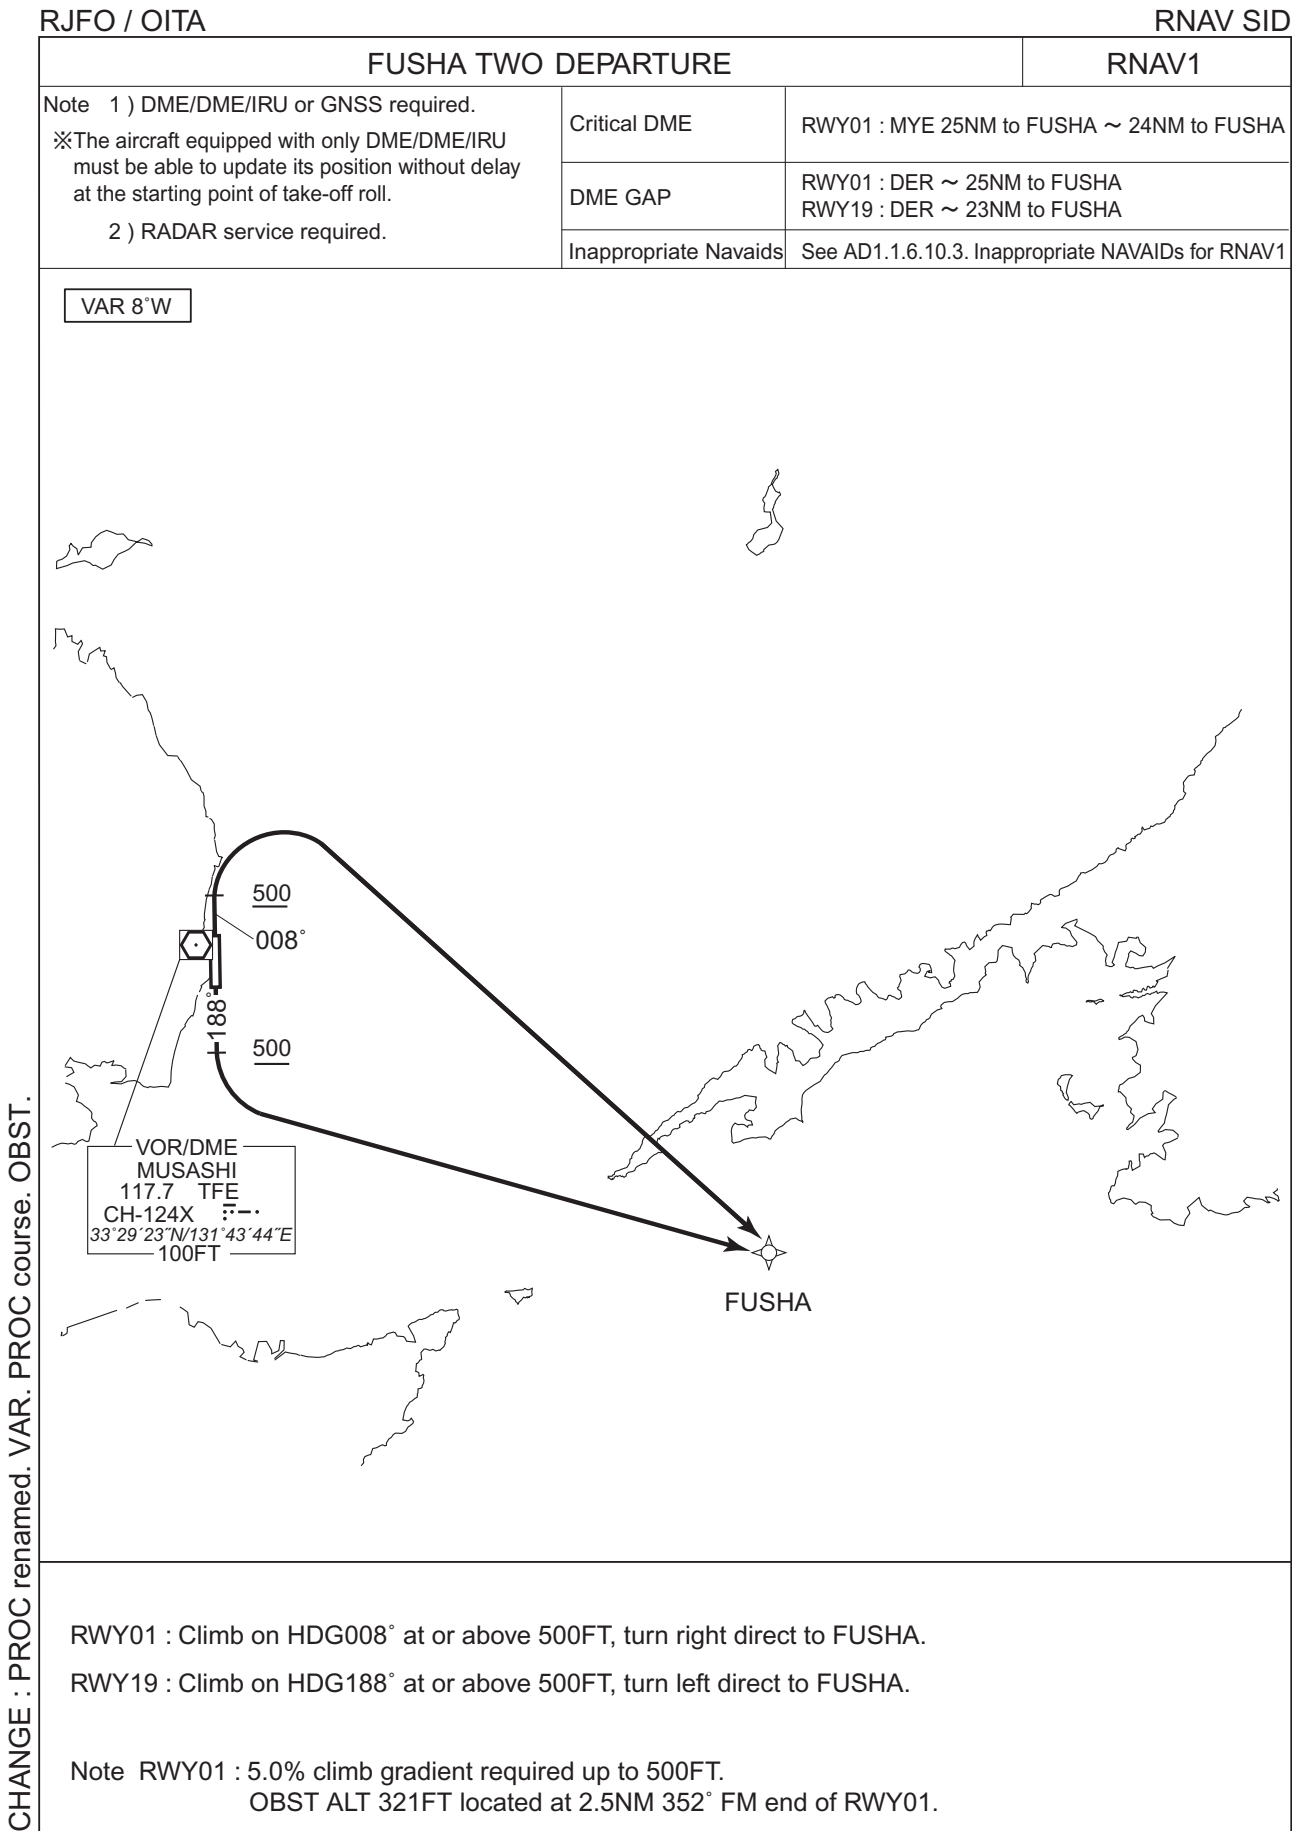 RJFO / OITA
RNAV SID
FUSHA TWO DEPARTURE
RNAV1
Note 1 ) DME/DME/IRU or GNSS required.
※The aircraft equipped with only DME/DME/IRU
must be able to update its position without delay
at the starting point of take-off roll.
2 ) RADAR service required.
Critical DME
RWY01 : MYE 25NM to FUSHA ～ 24NM to FUSHA
DME GAP
RWY01 : DER ～ 25NM to FUSHA
RWY19 : DER ～ 23NM to FUSHA
Inappropriate Navaids
See AD1.1.6.10.3. Inappropriate NAVAIDs for RNAV1
VAR 8˚W
500
008˚
188˚
500
VOR/DME
MUSASHI
117.7 TFE
CH-124X
33˚29´23˝N/131˚43´44˝E
100FT
FUSHA
RWY01 : Climb on HDG008˚ at or above 500FT, turn right direct to FUSHA.
RWY19 : Climb on HDG188˚ at or above 500FT, turn left direct to FUSHA.
Note RWY01 : 5.0% climb gradient required up to 500FT.
OBST ALT 321FT located at 2.5NM 352˚ FM end of RWY01.
CHANGE : PROC renamed. VAR. PROC course. OBST.